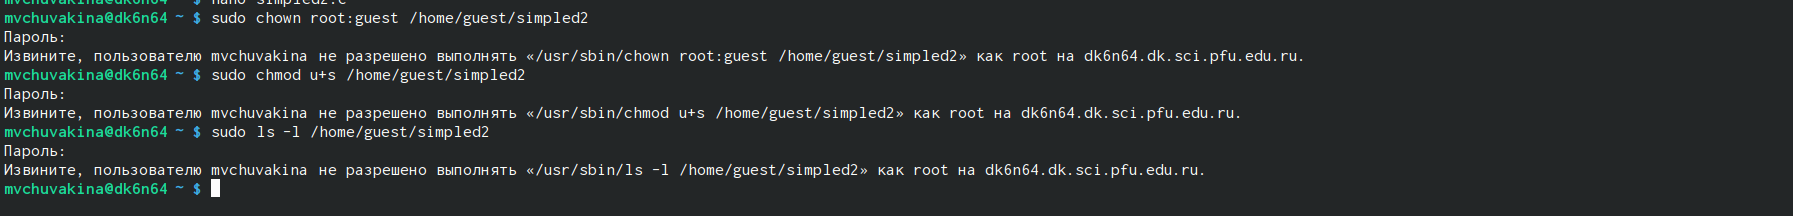 nano simpled2.c
mvchuvakina@dk6n64 ~ $ sudo chown root:guest /home/guest/simpled2
Пароль:
Извините, пользователю mvchuvakina не разрешено выполнять «/usr/sbin/chown root:guest /home/guest/simpled2» как root на dk6n64.dk.sci.pfu.edu.ru.
mvchuvakina@dk6n64 ~ $ sudo chmod u+s /home/guest/simpled2
Пароль:
Извините, пользователю mvchuvakina не разрешено выполнять «/usr/sbin/chmod u+s /home/guest/simpled2» как root на dk6n64.dk.sci.pfu.edu.ru.
mvchuvakina@dk6n64 ~ $ sudo ls -l /home/guest/simpled2
Пароль:
Извините, пользователю mvchuvakina не разрешено выполнять «/usr/sbin/ls -l /home/guest/simpled2» как root на dk6n64.dk.sci.pfu.edu.ru.
mvchuvakina@dk6n64 ~ $